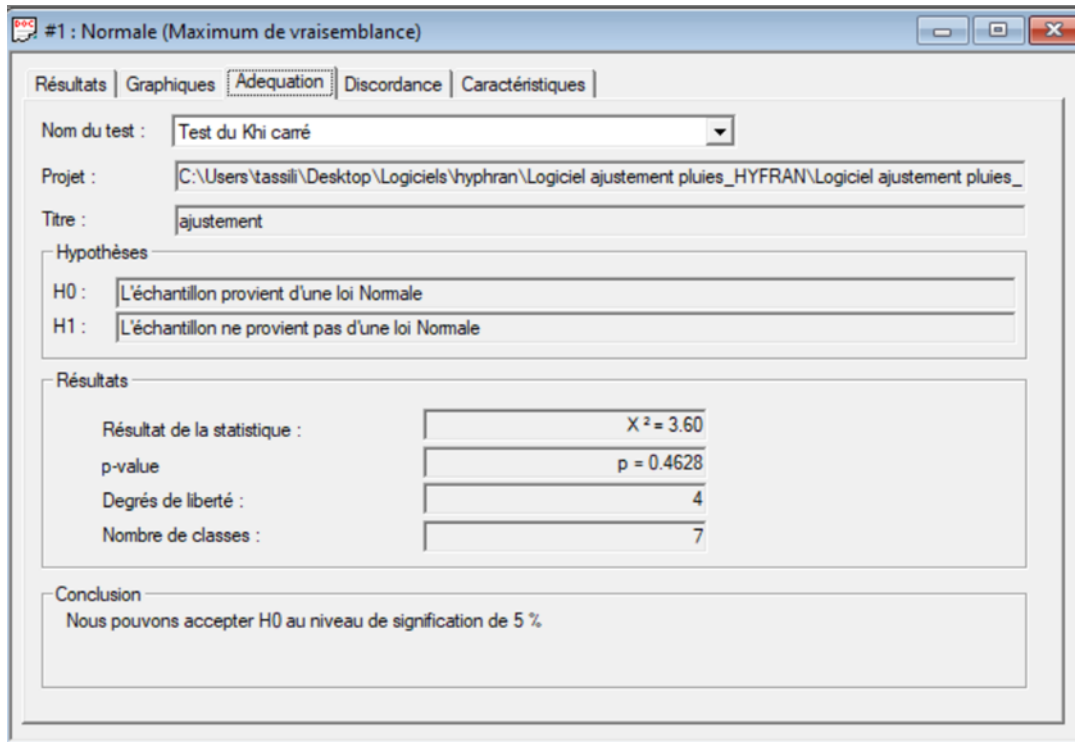 #1 : Normale (Maximum de vraisemblance)
Résultats Graphiques Adequation Discordance Caractéristiques
Nom du test : Test du Khi carré
Projet : C:\Users\tassili\Desktop\Logiciels\hyphran\Logiciel ajustement pluies_HYFRAN\Logiciel ajustement pluies_
Titre : ajustement
Hypothèses
H0 : L'échantillon provient d'une loi Normale
H1 : L'échantillon ne provient pas d'une loi Normale
Résultats
Résultat de la statistique : X ² = 3.60
p-value p = 0.4628
Degrés de liberté : 4
Nombre de classes : 7
Conclusion
Nous pouvons accepter H0 au niveau de signification de 5 %